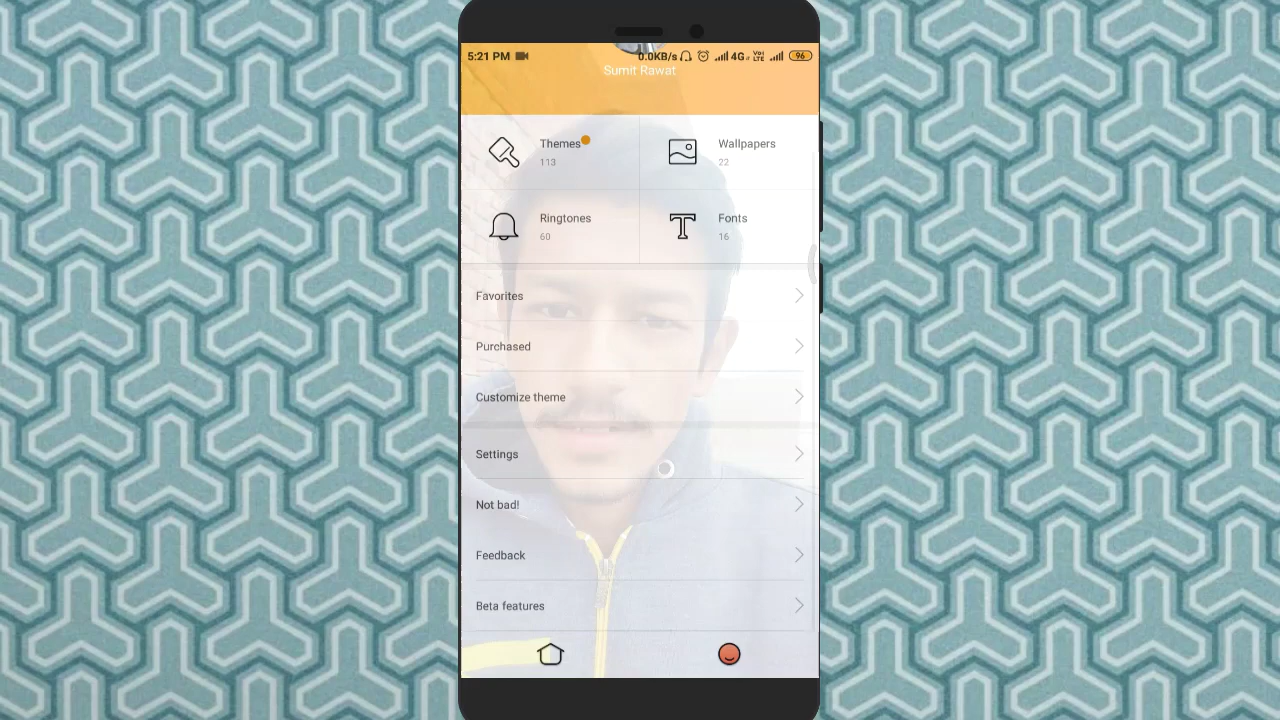 5:21 PM 0.0KB/s 4G VoLTE 96
Sumit Rawat
Themes Wallpapers
113 22
Ringtones Fonts
60 16
Favorites
Purchased
Customize theme
Settings
Not bad!
Feedback
Beta features